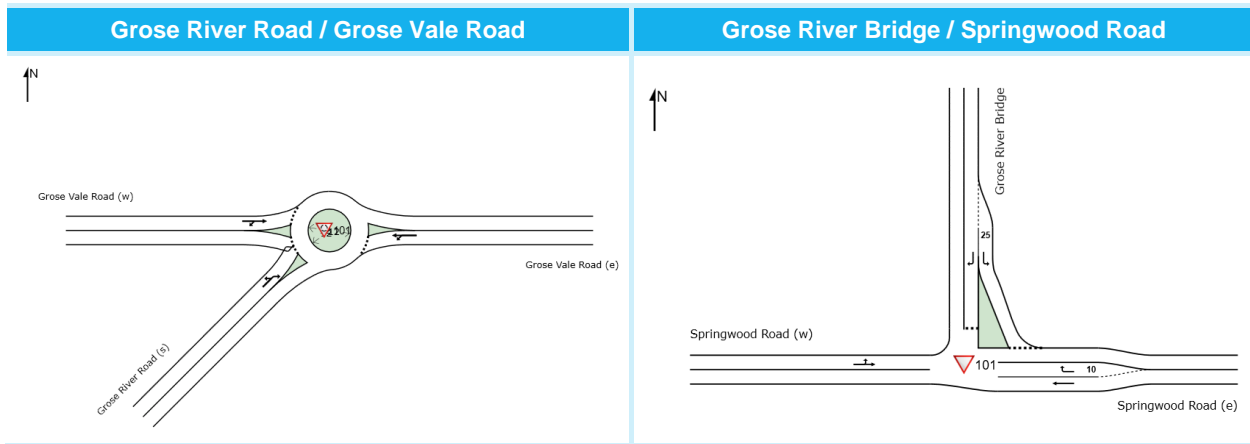 Grose River Road / Grose Vale Road
Grose River Bridge / Springwood Road
N
Grose Vale Road (w)
101
Grose Vale Road (e)
Grose River Road (s)
N
Grose River Bridge
25
Springwood Road (w)
101
10
Springwood Road (e)